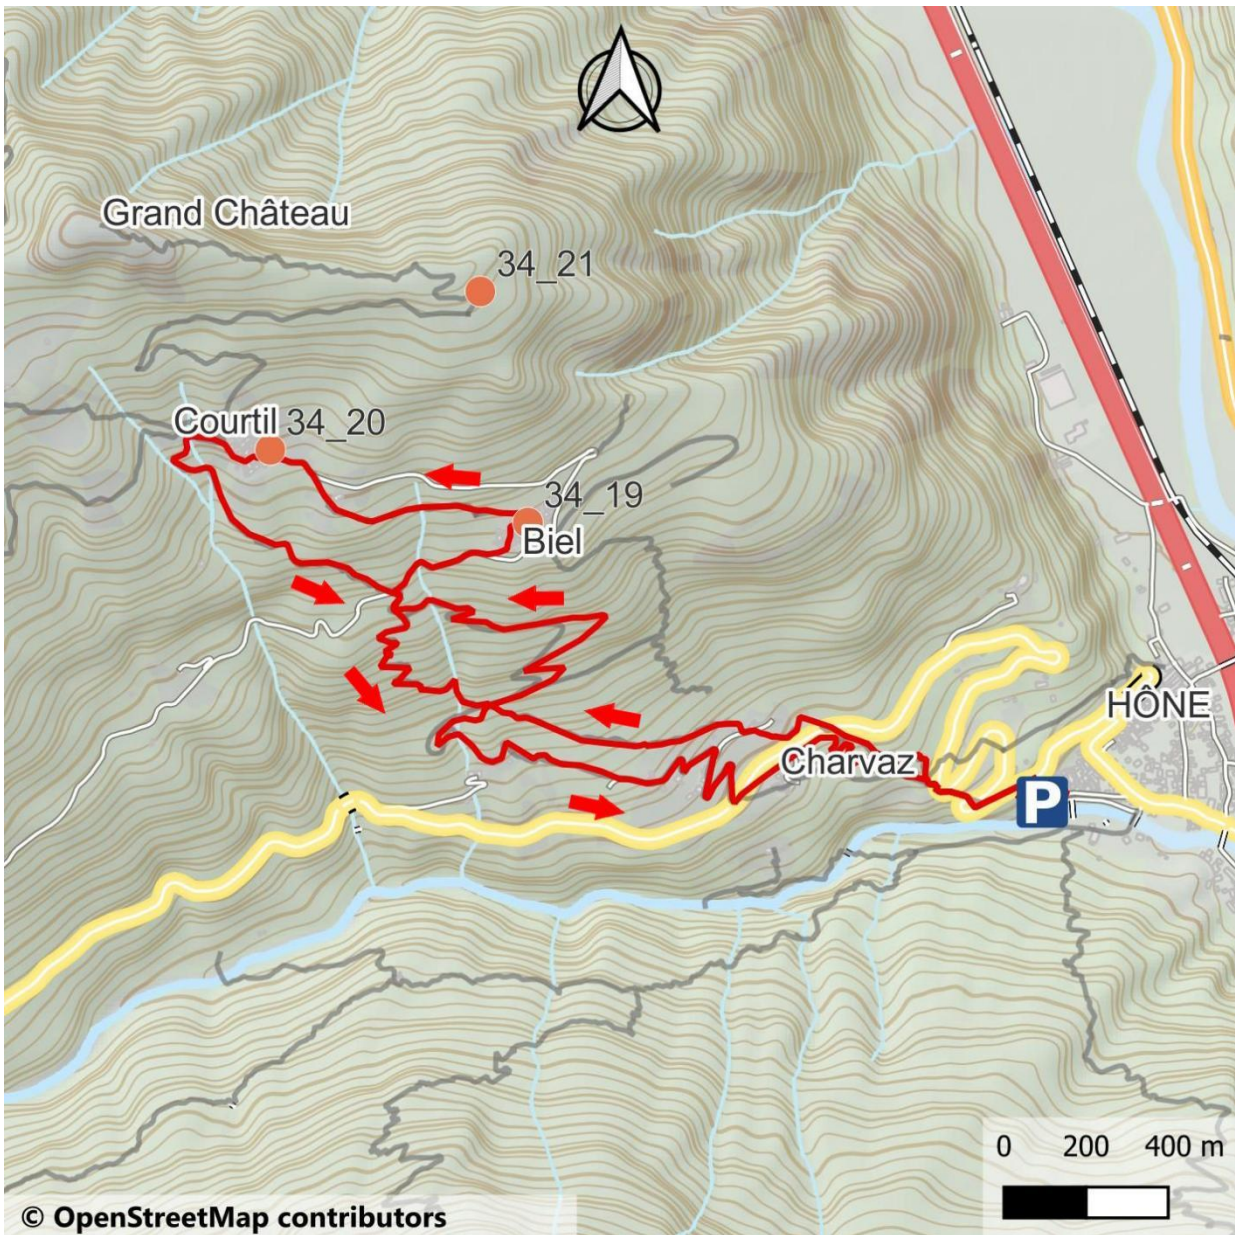 Grand Château
34_21
Courtil 34_20
34_19
Biel
HÔNE
Charvaz
P
0 200 400 m
© OpenStreetMap contributors